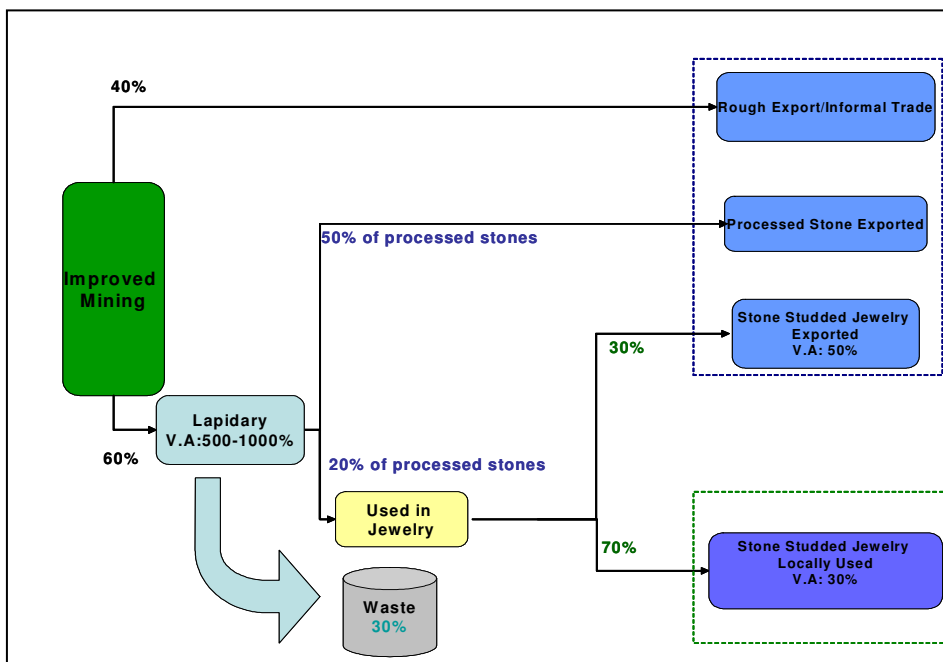 40%
Rough Export/Informal Trade
Processed Stone Exported
50% of processed stones
Improved
Mining
Stone Studded Jewelry
Exported
V.A: 50%
30%
Lapidary
V.A:500-1000%
60%
20% of processed stones
Used in
Jewelry
70%
Stone Studded Jewelry
Locally Used
V.A: 30%
Waste
30%